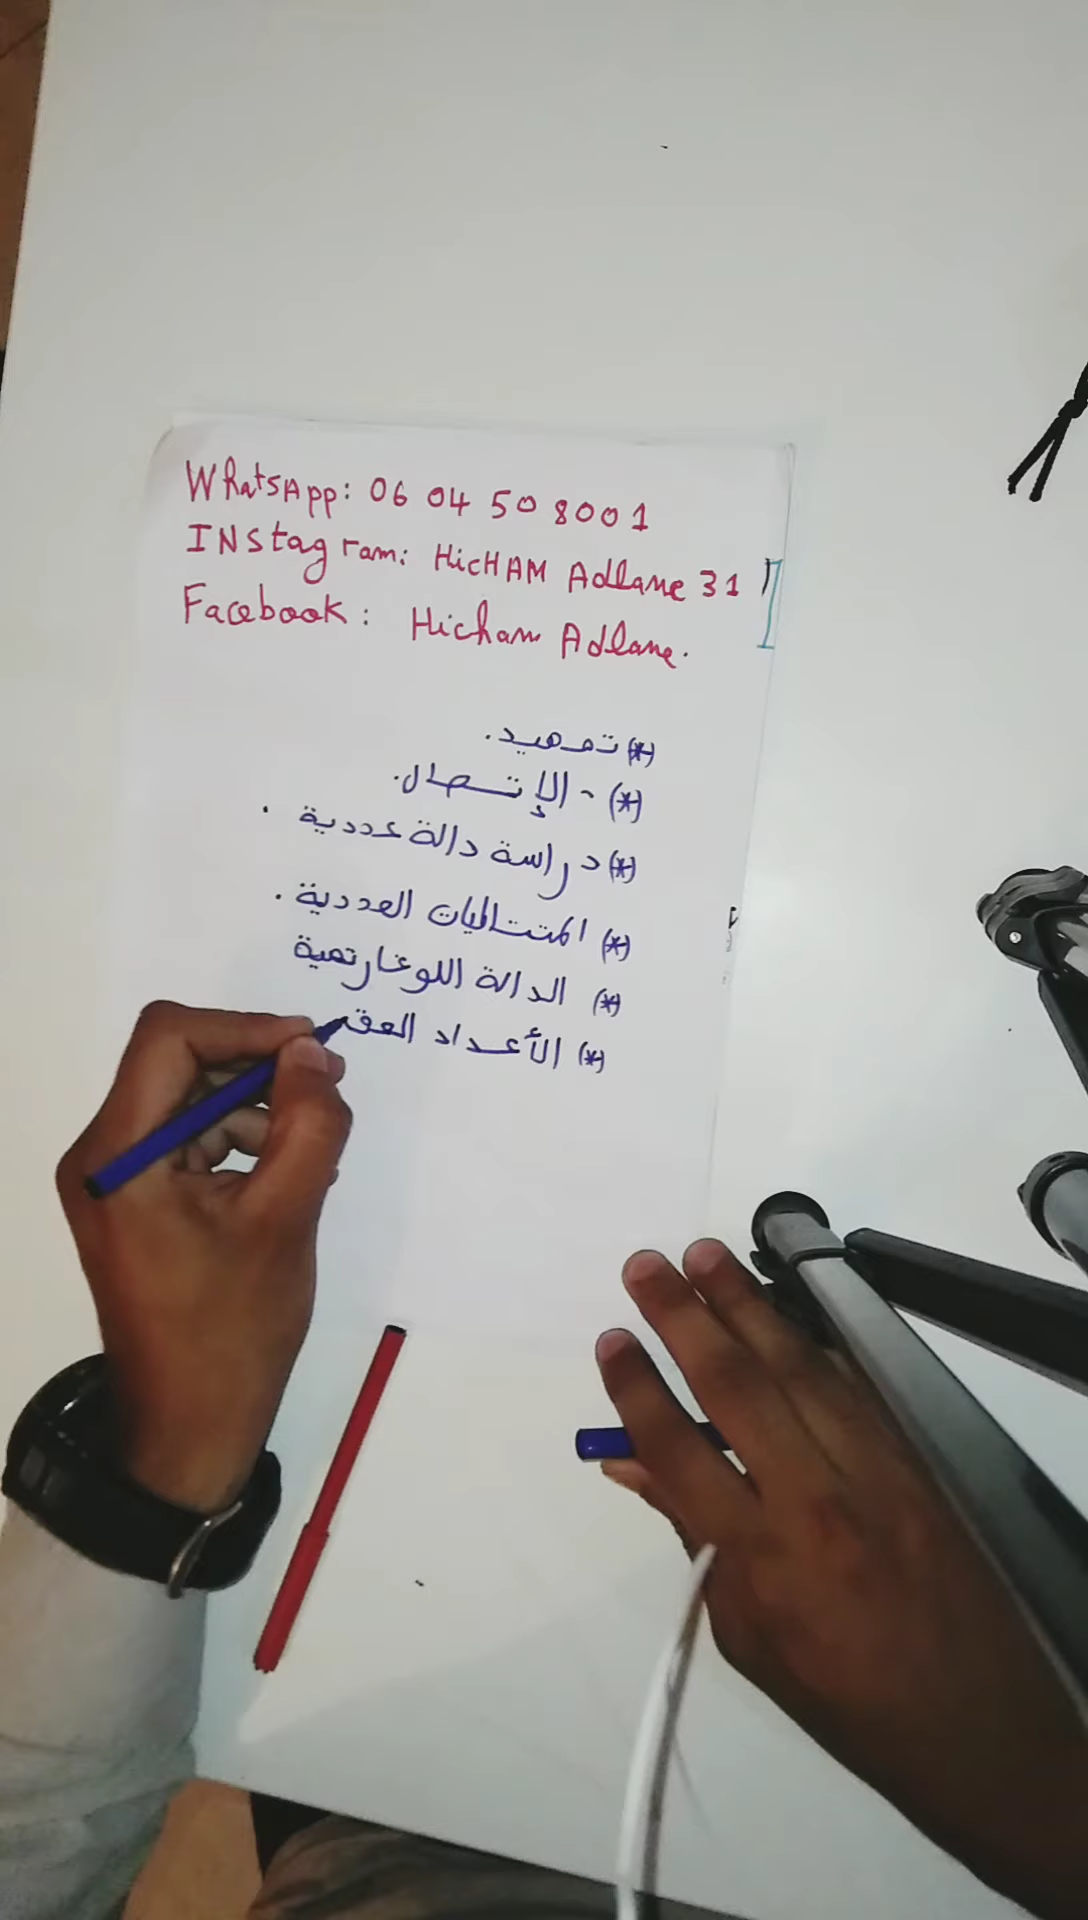 WhatsApp: 06 04 50 8001
INstagram: HicHAM Adlane 31
Facebook: Hicham Adlane.
(*) تمهيد.
(*) - الإتصال.
(*) دراسة دالة عددية.
(*) المتتاليات العددية.
(*) الدالة اللوغارتمية
(*) الأعداد العقد